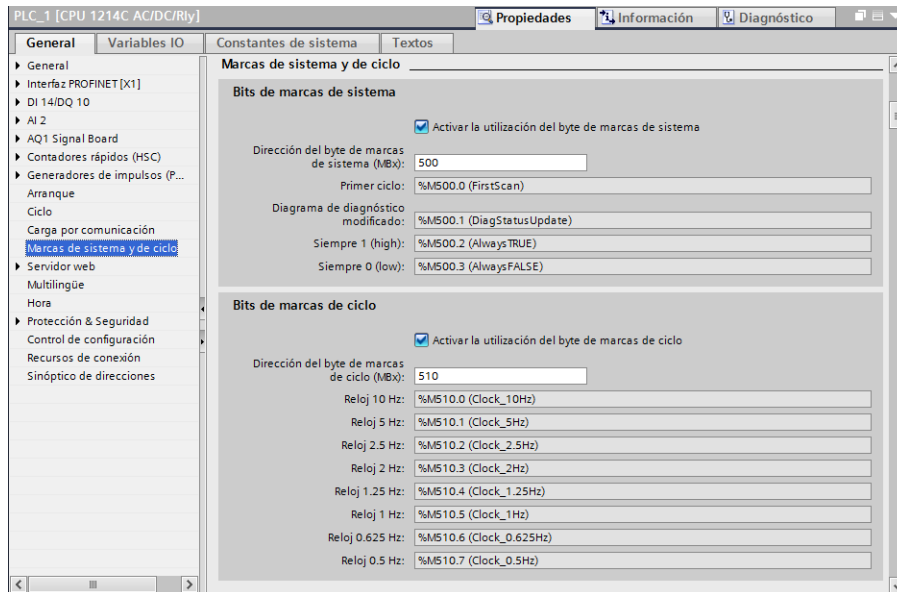 PLC_1 [CPU 1214C AC/DC/Rly]
Propiedades
Información
Diagnóstico
General
Variables IO
Constantes de sistema
Textos
General
Interfaz PROFINET [X1]
DI 14/DQ 10
AI 2
AQ1 Signal Board
Contadores rápidos (HSC)
Generadores de impulsos (P...
Arranque
Ciclo
Carga por comunicación
Marcas de sistema y de ciclo
Servidor web
Multilingüe
Hora
Protección & Seguridad
Control de configuración
Recursos de conexión
Sinóptico de direcciones
Marcas de sistema y de ciclo
Bits de marcas de sistema
Activar la utilización del byte de marcas de sistema
Dirección del byte de marcas
de sistema (MBx): 500
Primer ciclo: %M500.0 (FirstScan)
Diagrama de diagnóstico
modificado: %M500.1 (DiagStatusUpdate)
Siempre 1 (high): %M500.2 (AlwaysTRUE)
Siempre 0 (low): %M500.3 (AlwaysFALSE)
Bits de marcas de ciclo
Activar la utilización del byte de marcas de ciclo
Dirección del byte de marcas
de ciclo (MBx): 510
Reloj 10 Hz: %M510.0 (Clock_10Hz)
Reloj 5 Hz: %M510.1 (Clock_5Hz)
Reloj 2.5 Hz: %M510.2 (Clock_2.5Hz)
Reloj 2 Hz: %M510.3 (Clock_2Hz)
Reloj 1.25 Hz: %M510.4 (Clock_1.25Hz)
Reloj 1 Hz: %M510.5 (Clock_1Hz)
Reloj 0.625 Hz: %M510.6 (Clock_0.625Hz)
Reloj 0.5 Hz: %M510.7 (Clock_0.5Hz)